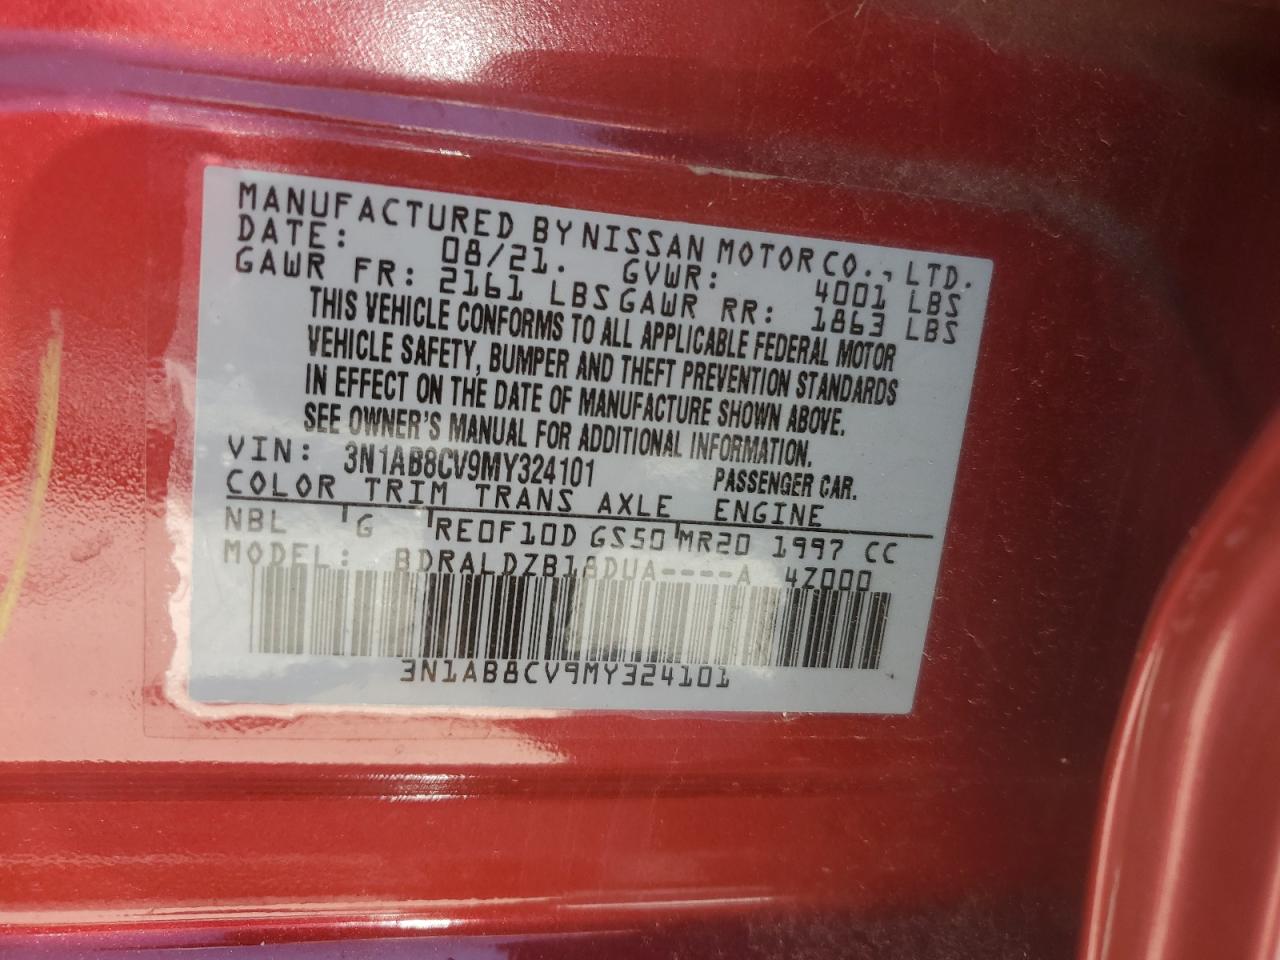 MANUFACTURED BY NISSAN MOTOR CO., LTD.
DATE: 08/21. GVWR: 4001 LBS
GAWR FR: 2161 LBS GAWR RR: 1863 LBS
THIS VEHICLE CONFORMS TO ALL APPLICABLE FEDERAL MOTOR
VEHICLE SAFETY, BUMPER AND THEFT PREVENTION STANDARDS
IN EFFECT ON THE DATE OF MANUFACTURE SHOWN ABOVE.
SEE OWNER'S MANUAL FOR ADDITIONAL INFORMATION.
VIN: 3N1AB8CV9MY324101 PASSENGER CAR.
COLOR TRIM TRANS AXLE ENGINE
NBL G RE0F10D GS50 MR20 1997 CC
MODEL: BDRALDZB18DUA----A 4Z000
3N1AB8CV9MY324101